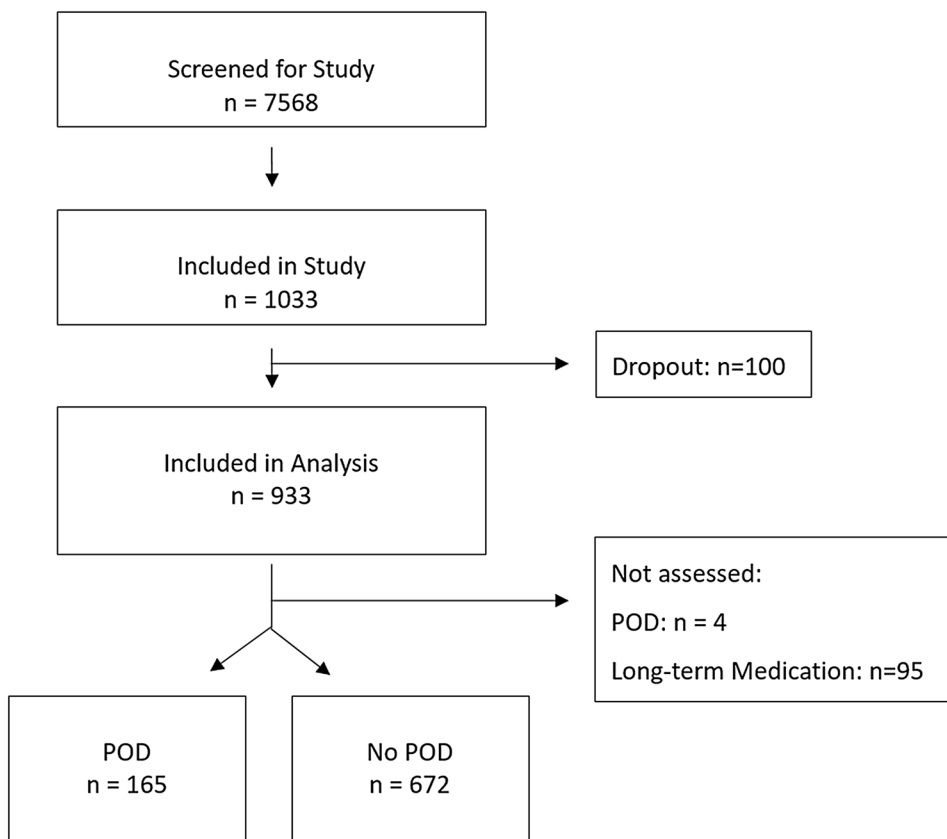 Screened for Study
n = 7568
Included in Study
n = 1033
Dropout: n=100
Included in Analysis
n = 933
Not assessed:
POD: n = 4
Long-term Medication: n=95
POD
n = 165
No POD
n = 672